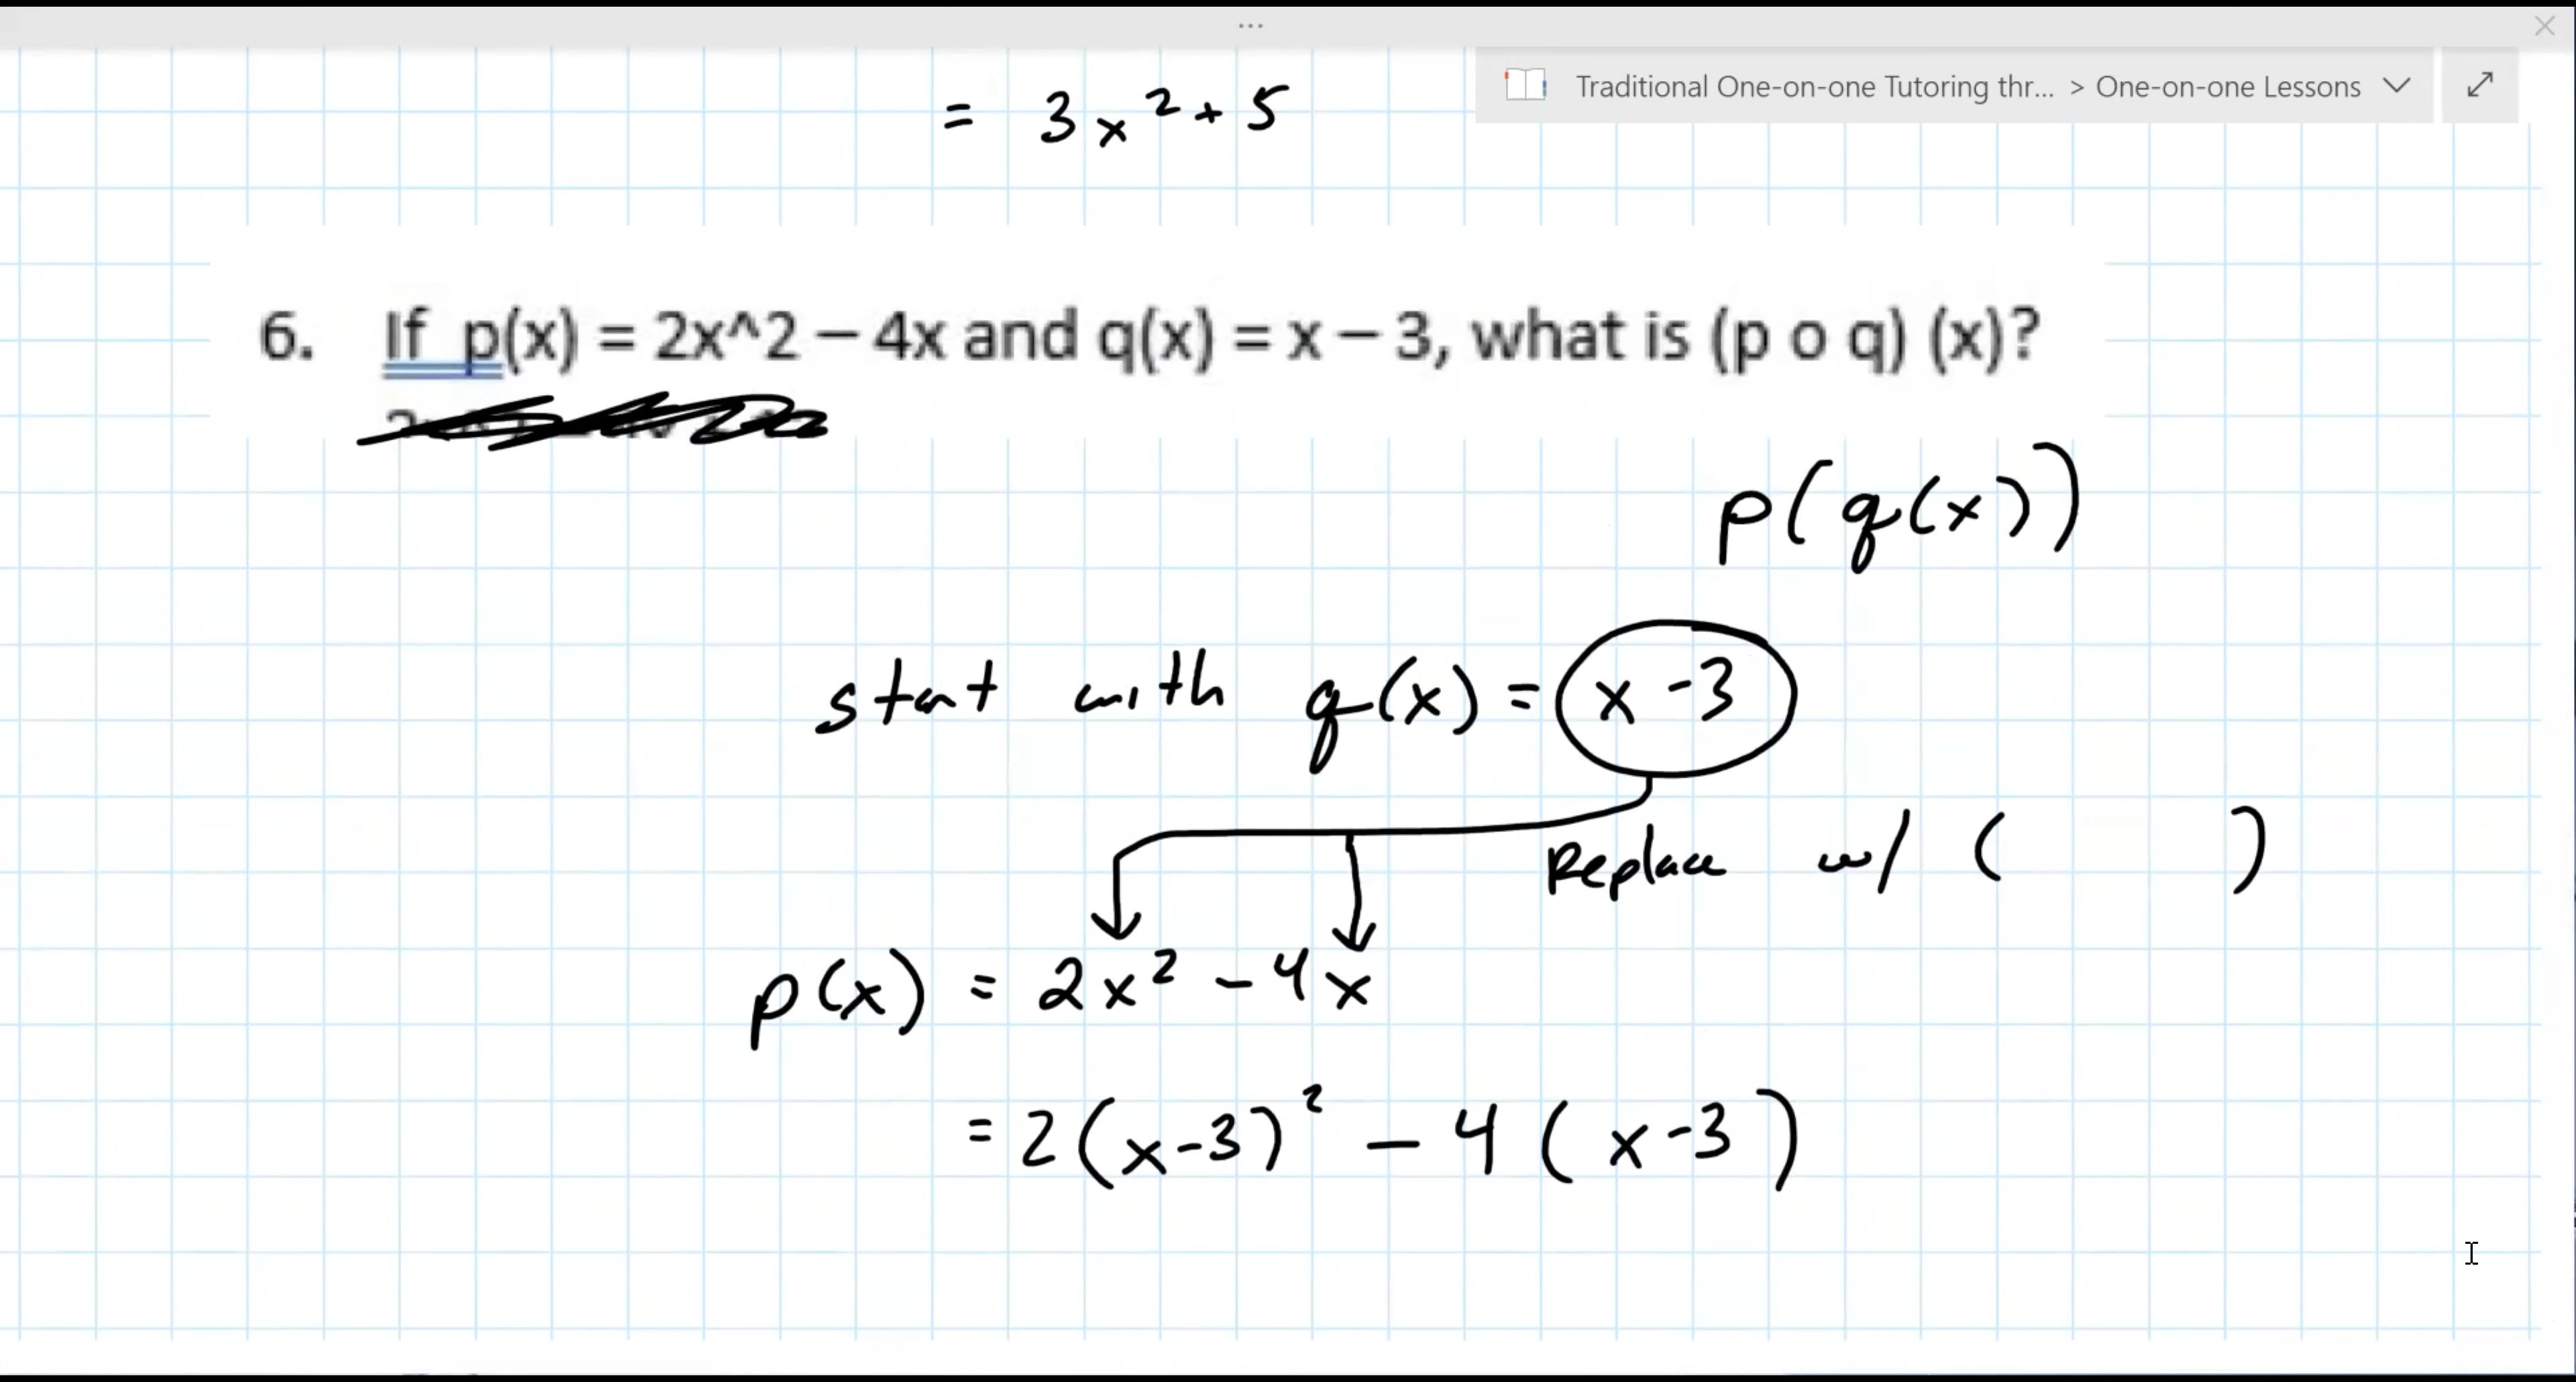 ...
= 3x² + 5
Traditional One-on-one Tutoring thr... > One-on-one Lessons
6. If p(x) = 2x^2 – 4x and q(x) = x – 3, what is (p o q) (x)?
p(q(x))
start with q(x) = x - 3
Replace w/ ( )
p(x) = 2x² - 4x
= 2(x-3)² - 4(x-3)